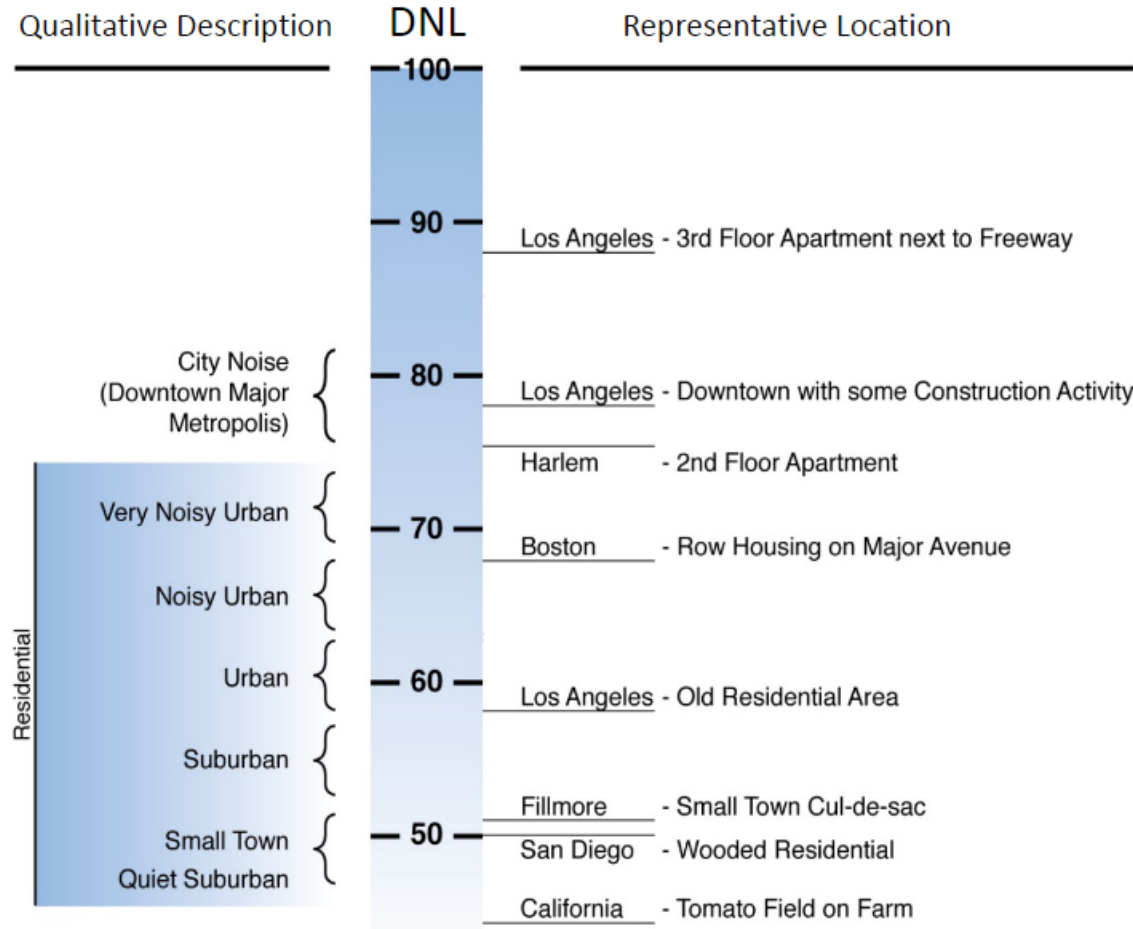 Qualitative Description DNL Representative Location
100
90
Los Angeles - 3rd Floor Apartment next to Freeway
City Noise
(Downtown Major
Metropolis)
80
Los Angeles - Downtown with some Construction Activity
Harlem - 2nd Floor Apartment
Residential
Very Noisy Urban
70
Boston - Row Housing on Major Avenue
Noisy Urban
Urban
60
Los Angeles - Old Residential Area
Suburban
Fillmore - Small Town Cul-de-sac
Small Town
50
San Diego - Wooded Residential
Quiet Suburban
California - Tomato Field on Farm